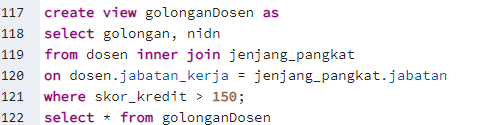 117 create view golonganDosen as
118 select golongan, nidn
119 from dosen inner join jenjang_pangkat
120 on dosen.jabatan_kerja = jenjang_pangkat.jabatan
121 where skor_kredit > 150;
122 select * from golonganDosen